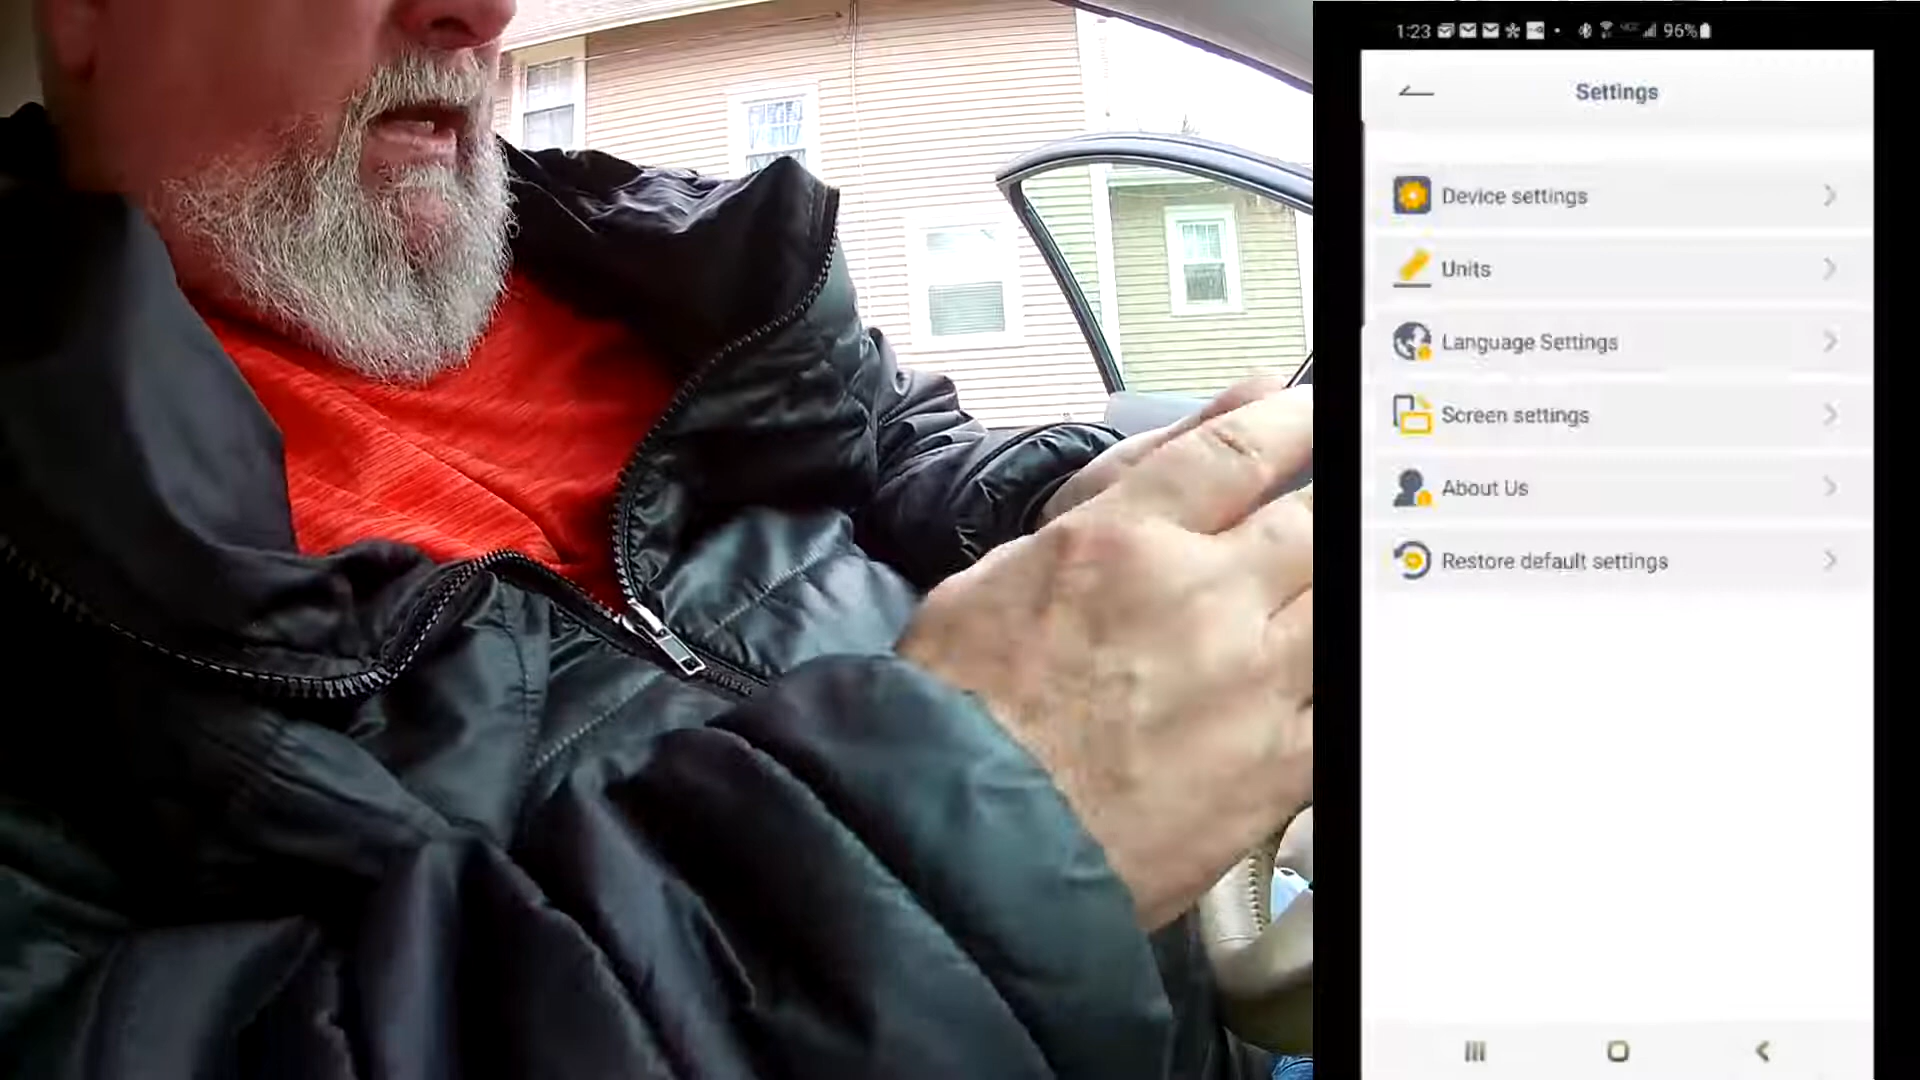 1:23 96%
Settings
Device settings
Units
Language Settings
Screen settings
About Us
Restore default settings